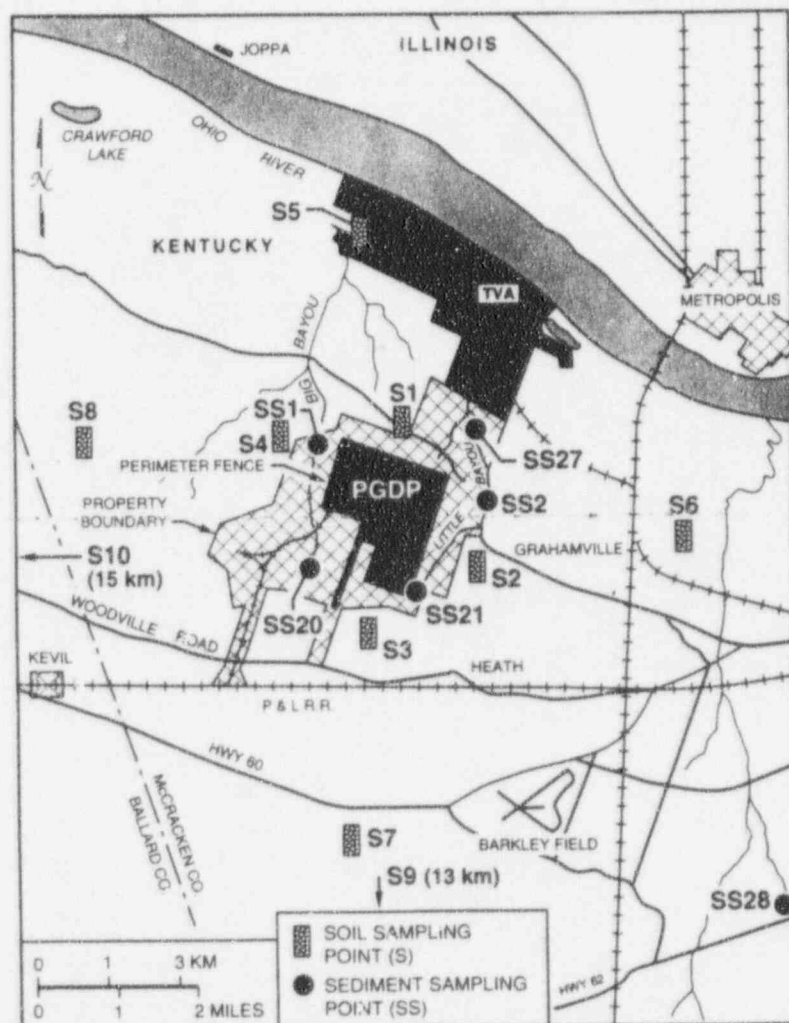 JOPPA
ILLINOIS
CRAWFORD
LAKE
OHIO
RIVER
N
S5
KENTUCKY
TVA
METROPOLIS
BAYOU
BIG
S8
SS1
S1
S4
SS27
PERIMETER FENCE
PGDP
BAYOU
LITTLE
SS2
S6
PROPERTY
BOUNDARY
S10
(15 km)
GRAHAMVILLE
S2
WOODVILLE ROAD
SS20
SS21
S3
KEVIL
HEATH
P & L R.R.
HWY 60
McCRACKEN CO.
BALLARD CO.
S7
BARKLEY FIELD
S9 (13 km)
SS28
SOIL SAMPLING
POINT (S)
SEDIMENT SAMPLING
POINT (SS)
0 1 3 KM
0 1 2 MILES
HWY 62